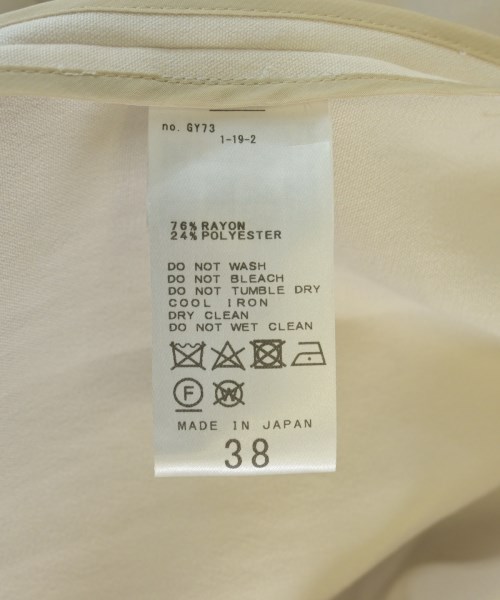 no. GY73
1-19-2
76% RAYON
24% POLYESTER
DO NOT WASH
DO NOT BLEACH
DO NOT TUMBLE DRY
COOL IRON
DRY CLEAN
DO NOT WET CLEAN
F W
MADE IN JAPAN
38